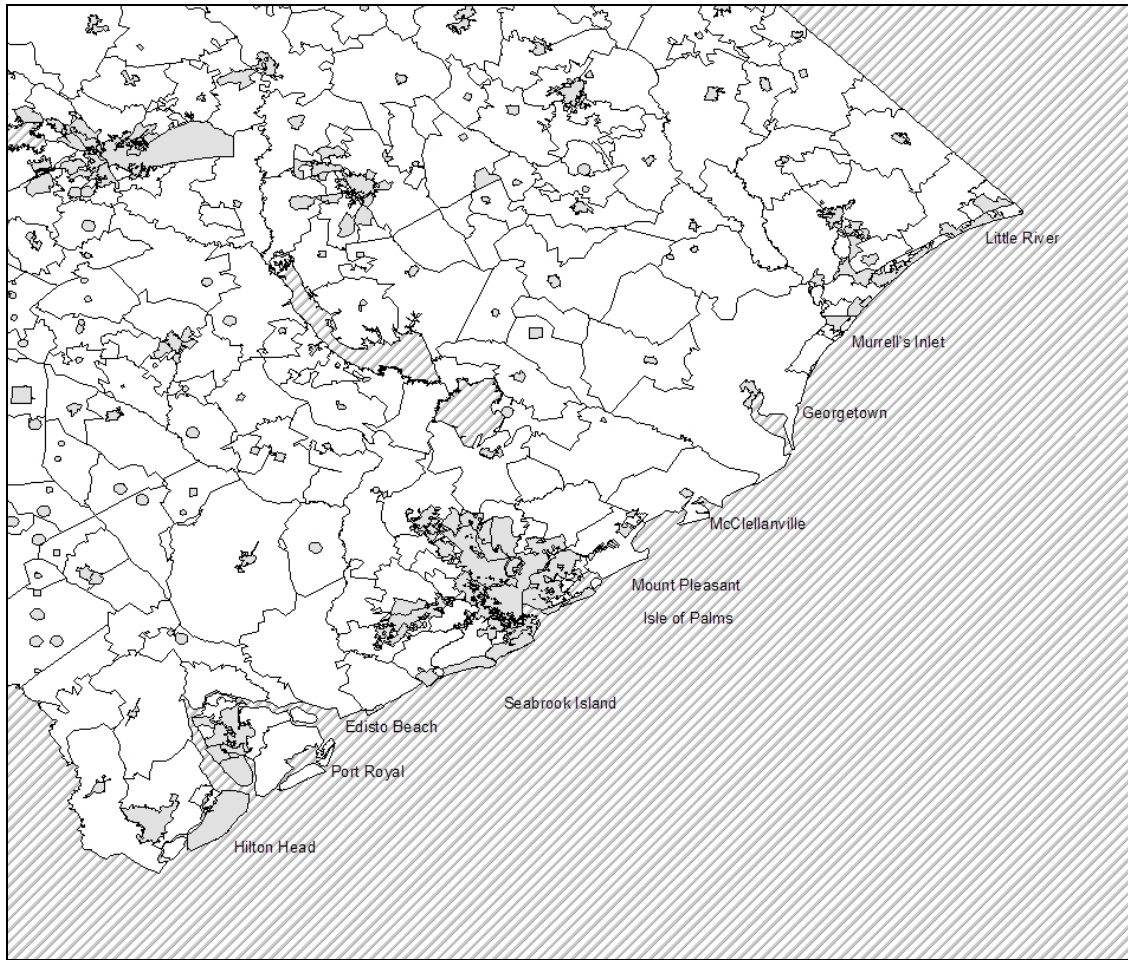 Little River
Murrell's Inlet
Georgetown
McClellanville
Mount Pleasant
Isle of Palms
Seabrook Island
Edisto Beach
Port Royal
Hilton Head